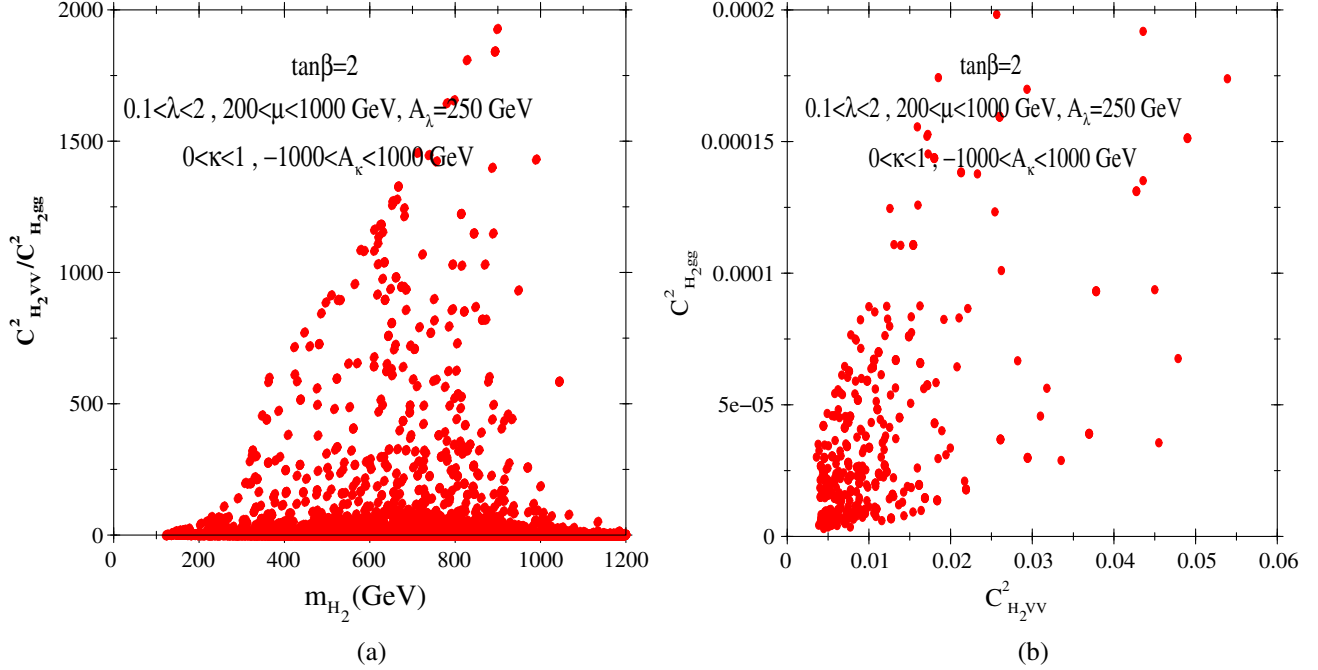 2000
1500
1000
500
0
C²_H₂VV/C²_H₂gg
tanβ=2
0.1<λ<2 , 200<μ<1000 GeV, A_λ=250 GeV
0<κ<1 , −1000<A_κ<1000 GeV
0 200 400 600 800 1000 1200
m_H₂ (GeV)
(a)
0.0002
0.00015
0.0001
5e−05
0
C²_H₂gg
tanβ=2
0.1<λ<2 , 200<μ<1000 GeV, A_λ=250 GeV
0<κ<1 , −1000<A_κ<1000 GeV
0 0.01 0.02 0.03 0.04 0.05 0.06
C²_H₂VV
(b)